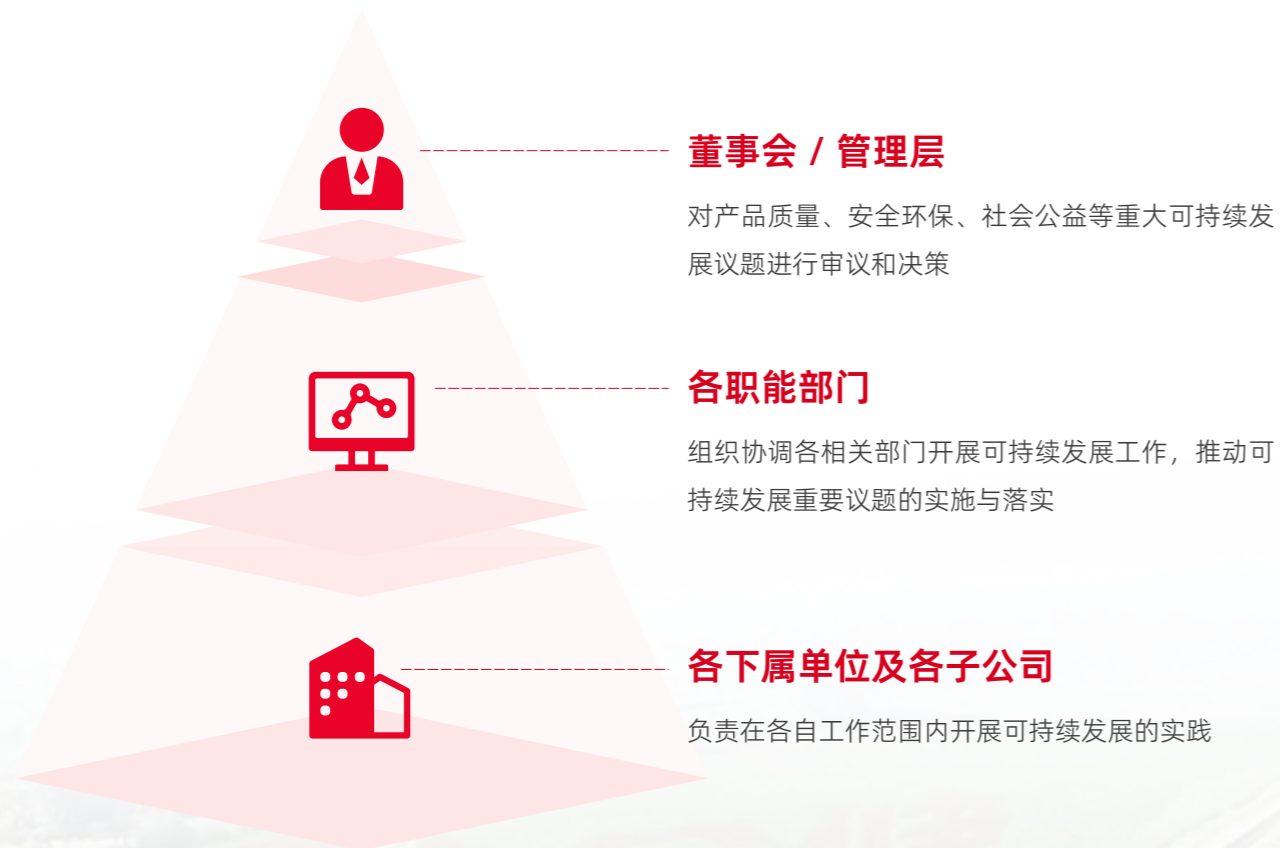 董事会 / 管理层
对产品质量、安全环保、社会公益等重大可持续发
展议题进行审议和决策
各职能部门
组织协调各相关部门开展可持续发展工作，推动可
持续发展重要议题的实施与落实
各下属单位及各子公司
负责在各自工作范围内开展可持续发展的实践